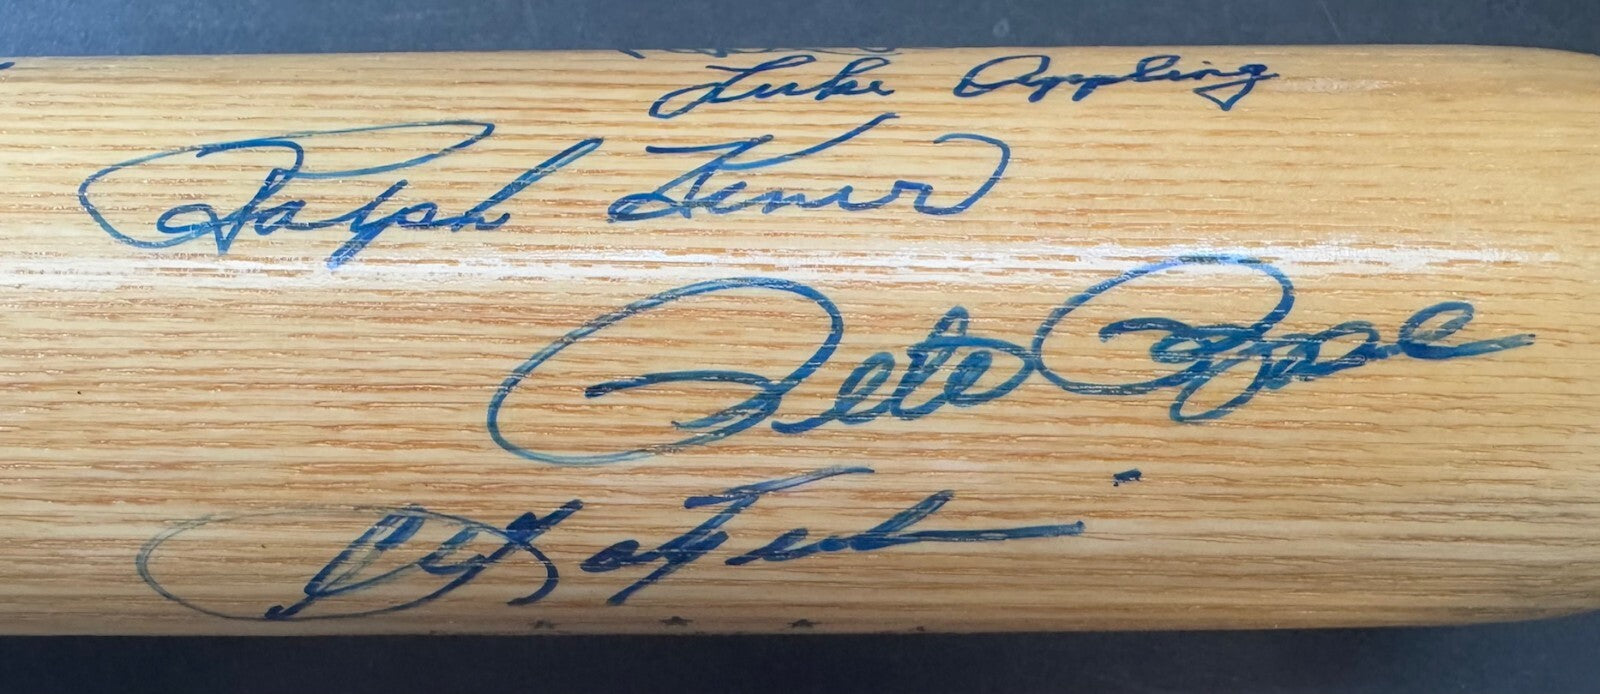 Luke Appling
Ralph Kiner
Pete Rose